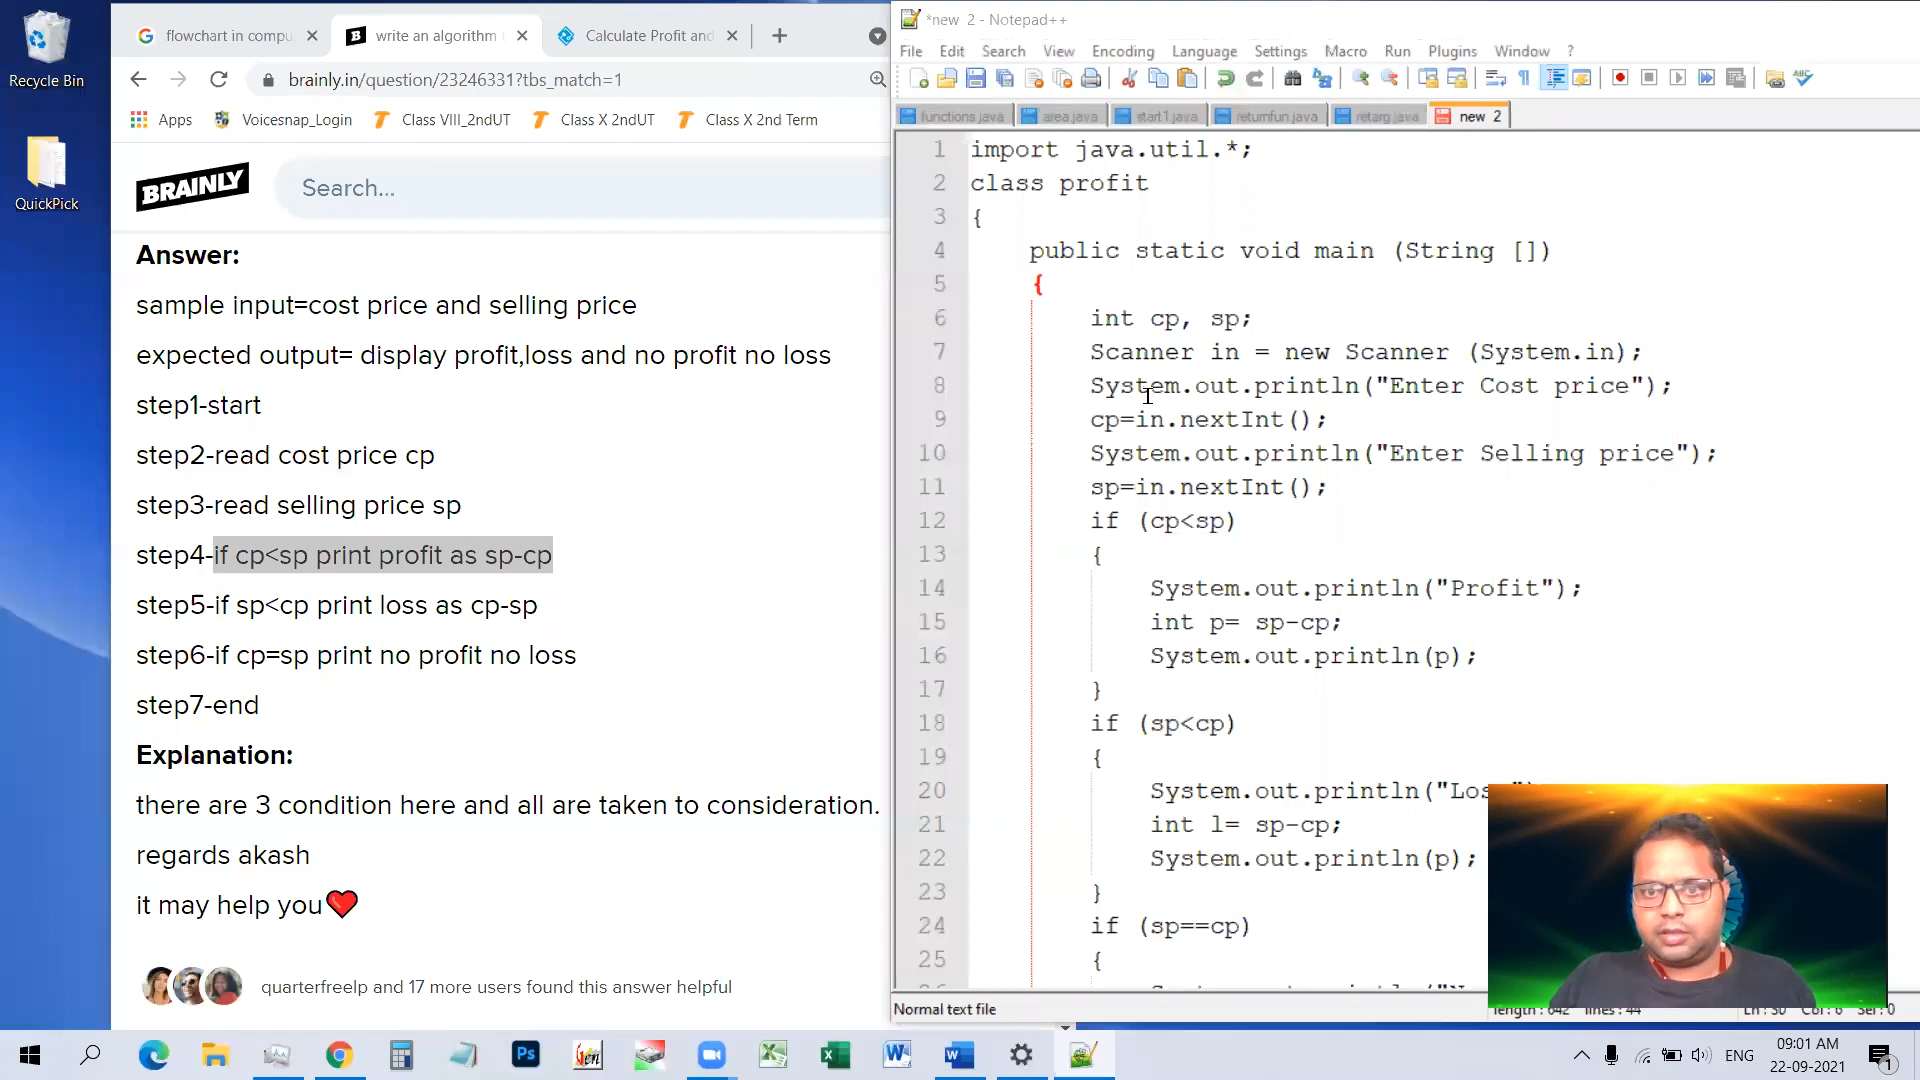 Recycle Bin
QuickPick
flowchart in compu
write an algorithm
Calculate Profit and
brainly.in/question/23246331?tbs_match=1
Apps
Voicesnap_Login
Class VIII_2ndUT
Class X 2ndUT
Class X 2nd Term
BRAINLY
Search...
Answer:
sample input=cost price and selling price
expected output= display profit,loss and no profit no loss
step1-start
step2-read cost price cp
step3-read selling price sp
step4-if cp<sp print profit as sp-cp
step5-if sp<cp print loss as cp-sp
step6-if cp=sp print no profit no loss
step7-end
Explanation:
there are 3 condition here and all are taken to consideration.
regards akash
it may help you
quarterfreelp and 17 more users found this answer helpful
*new 2 - Notepad++
File Edit Search View Encoding Language Settings Macro Run Plugins Window ?
functions.java area.java start1.java returnfun.java retarg.java new 2
1 import java.util.*;
2 class profit
3 {
4 public static void main (String [])
5 {
6 int cp, sp;
7 Scanner in = new Scanner (System.in);
8 System.out.println("Enter Cost price");
9 cp=in.nextInt();
10 System.out.println("Enter Selling price");
11 sp=in.nextInt();
12 if (cp<sp)
13 {
14 System.out.println("Profit");
15 int p= sp-cp;
16 System.out.println(p);
17 }
18 if (sp<cp)
19 {
20 System.out.println("Los
21 int l= sp-cp;
22 System.out.println(p);
23 }
24 if (sp==cp)
25 {
Normal text file
length : 642 lines : 44
Ln : 30 Col : 6 Sel : 0
ENG
09:01 AM
22-09-2021
1